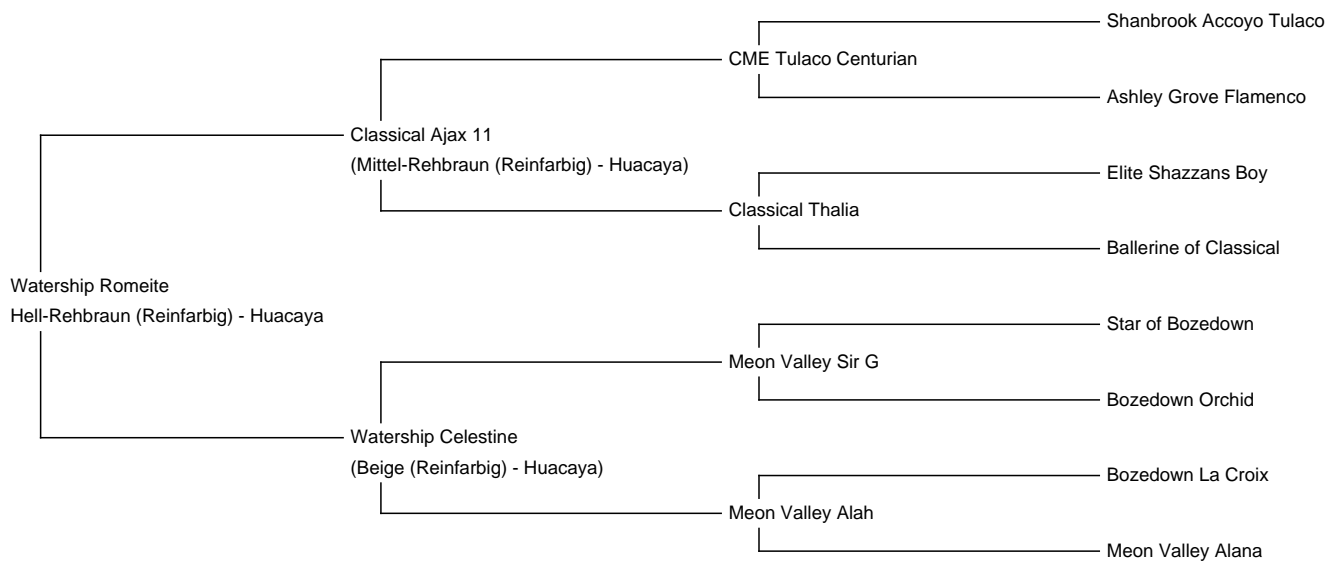 Shanbrook Accoyo Tulaco
CME Tulaco Centurian
Ashley Grove Flamenco
Classical Ajax 11
(Mittel-Rehbraun (Reinfarbig) - Huacaya)
Elite Shazzans Boy
Classical Thalia
Ballerine of Classical
Watership Romeite
Hell-Rehbraun (Reinfarbig) - Huacaya
Star of Bozedown
Meon Valley Sir G
Bozedown Orchid
Watership Celestine
(Beige (Reinfarbig) - Huacaya)
Bozedown La Croix
Meon Valley Alah
Meon Valley Alana